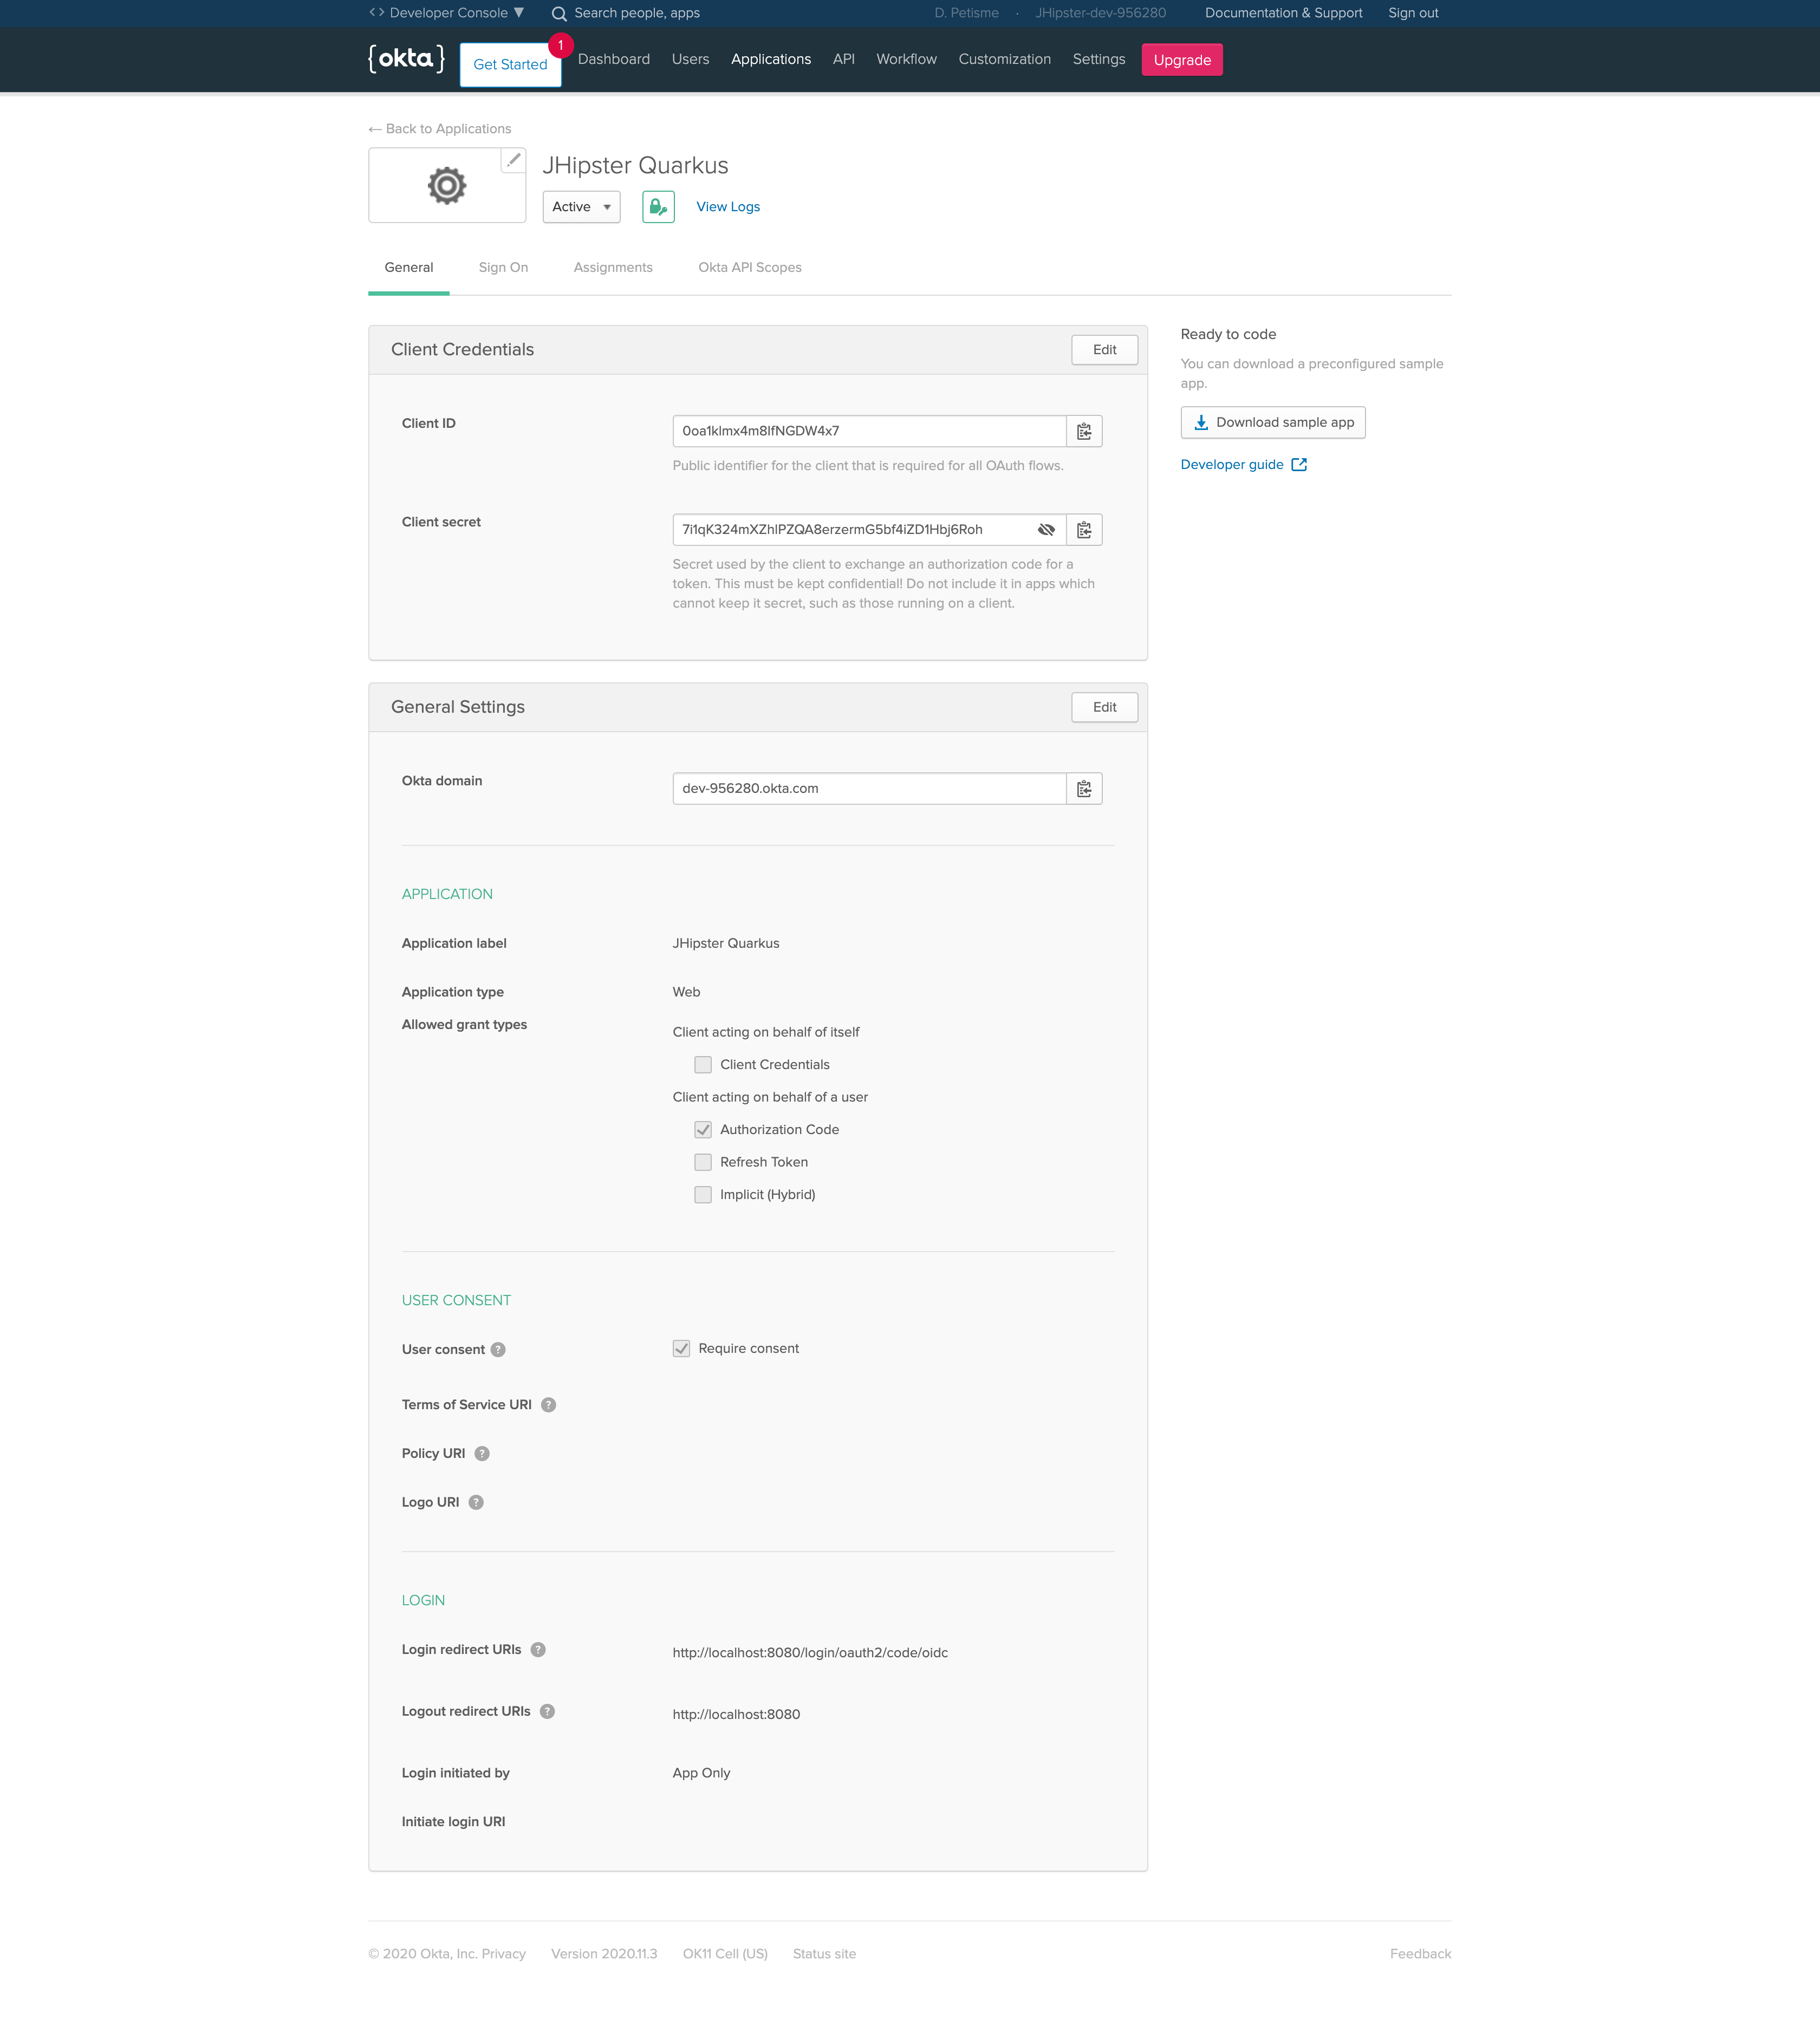 <> Developer Console ▼ Search people, apps D. Petisme · JHipster-dev-956280 Documentation & Support Sign out
{okta} Get Started 1 Dashboard Users Applications API Workflow Customization Settings Upgrade
← Back to Applications
JHipster Quarkus
Active View Logs
General Sign On Assignments Okta API Scopes
Client Credentials Edit
Client ID
0oa1klmx4m8lfNGDW4x7
Public identifier for the client that is required for all OAuth flows.
Client secret
7i1qK324mXZhlPZQA8erzermG5bf4iZD1Hbj6Roh
Secret used by the client to exchange an authorization code for a
token. This must be kept confidential! Do not include it in apps which
cannot keep it secret, such as those running on a client.
Ready to code
You can download a preconfigured sample
app.
Download sample app
Developer guide
General Settings Edit
Okta domain
dev-956280.okta.com
APPLICATION
Application label JHipster Quarkus
Application type Web
Allowed grant types
Client acting on behalf of itself
Client Credentials
Client acting on behalf of a user
Authorization Code
Refresh Token
Implicit (Hybrid)
USER CONSENT
User consent ? Require consent
Terms of Service URI ?
Policy URI ?
Logo URI ?
LOGIN
Login redirect URIs ? http://localhost:8080/login/oauth2/code/oidc
Logout redirect URIs ? http://localhost:8080
Login initiated by App Only
Initiate login URI
© 2020 Okta, Inc. Privacy Version 2020.11.3 OK11 Cell (US) Status site Feedback